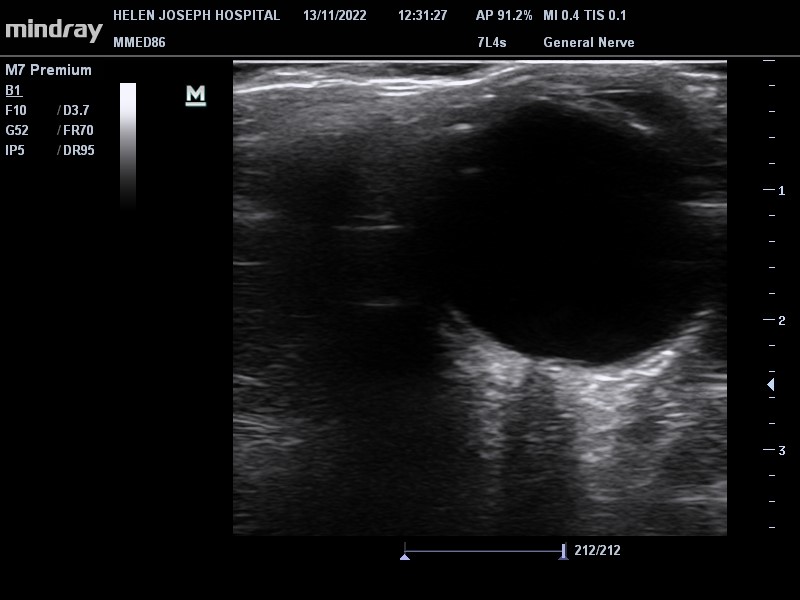 mindray
HELEN JOSEPH HOSPITAL 13/11/2022 12:31:27 AP 91.2% MI 0.4 TIS 0.1
MMED86 7L4s General Nerve
M7 Premium
B1
F10 / D3.7
G52 / FR70
IP5 / DR95
M
1
2
3
212/212